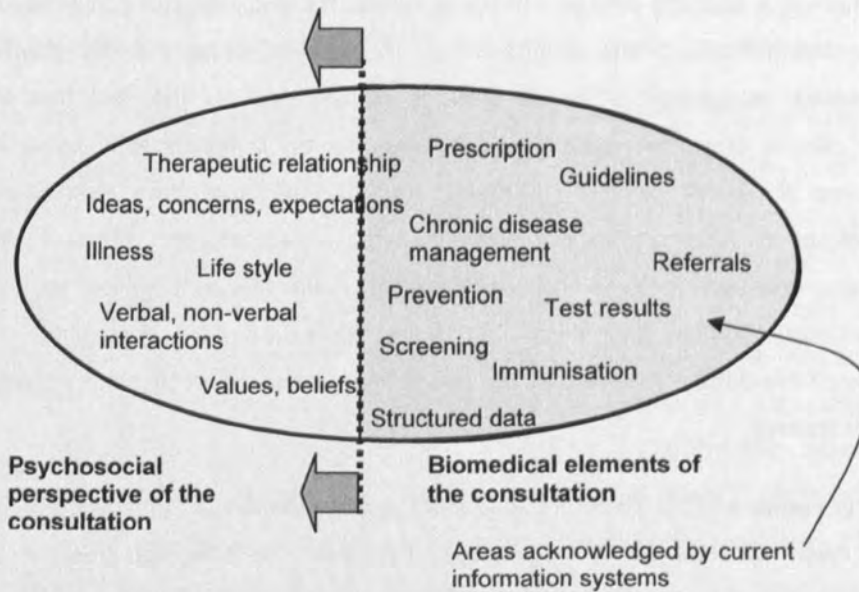 Therapeutic relationship
Ideas, concerns, expectations
Illness
Life style
Verbal, non-verbal
interactions
Values, beliefs
Prescription
Guidelines
Chronic disease
management
Referrals
Prevention
Test results
Screening
Immunisation
Structured data
Psychosocial
perspective of the
consultation
Biomedical elements of
the consultation
Areas acknowledged by current
information systems